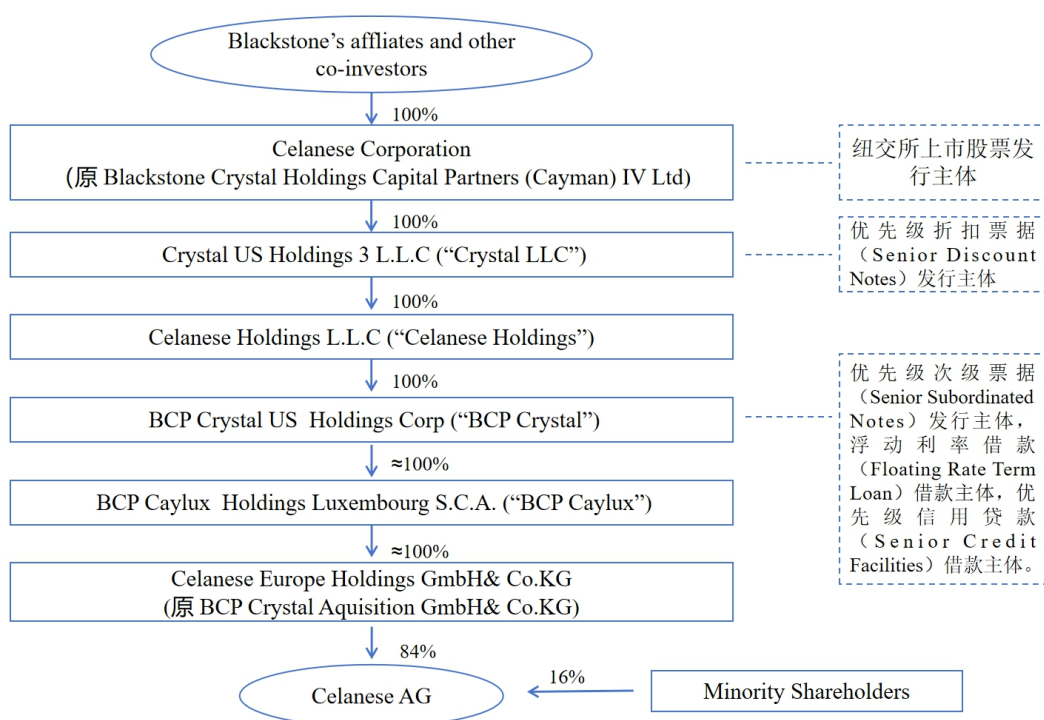 Blackstone's affliates and other
co-investors
100%
Celanese Corporation
(原 Blackstone Crystal Holdings Capital Partners (Cayman) IV Ltd)
纽交所上市股票发
行主体
100%
Crystal US Holdings 3 L.L.C (“Crystal LLC”)
优先级折扣票据
（Senior Discount
Notes）发行主体
100%
Celanese Holdings L.L.C (“Celanese Holdings”)
100%
BCP Crystal US Holdings Corp (“BCP Crystal”)
优先级次级票据
(Senior Subordinated
Notes）发行主体，
浮动利率借款
（Floating Rate Term
Loan）借款主体，优
先级信用贷款
（Senior Credit
Facilities）借款主体。
≈100%
BCP Caylux Holdings Luxembourg S.C.A. (“BCP Caylux”)
≈100%
Celanese Europe Holdings GmbH& Co.KG
(原 BCP Crystal Aquisition GmbH& Co.KG)
84%
Celanese AG
16%
Minority Shareholders